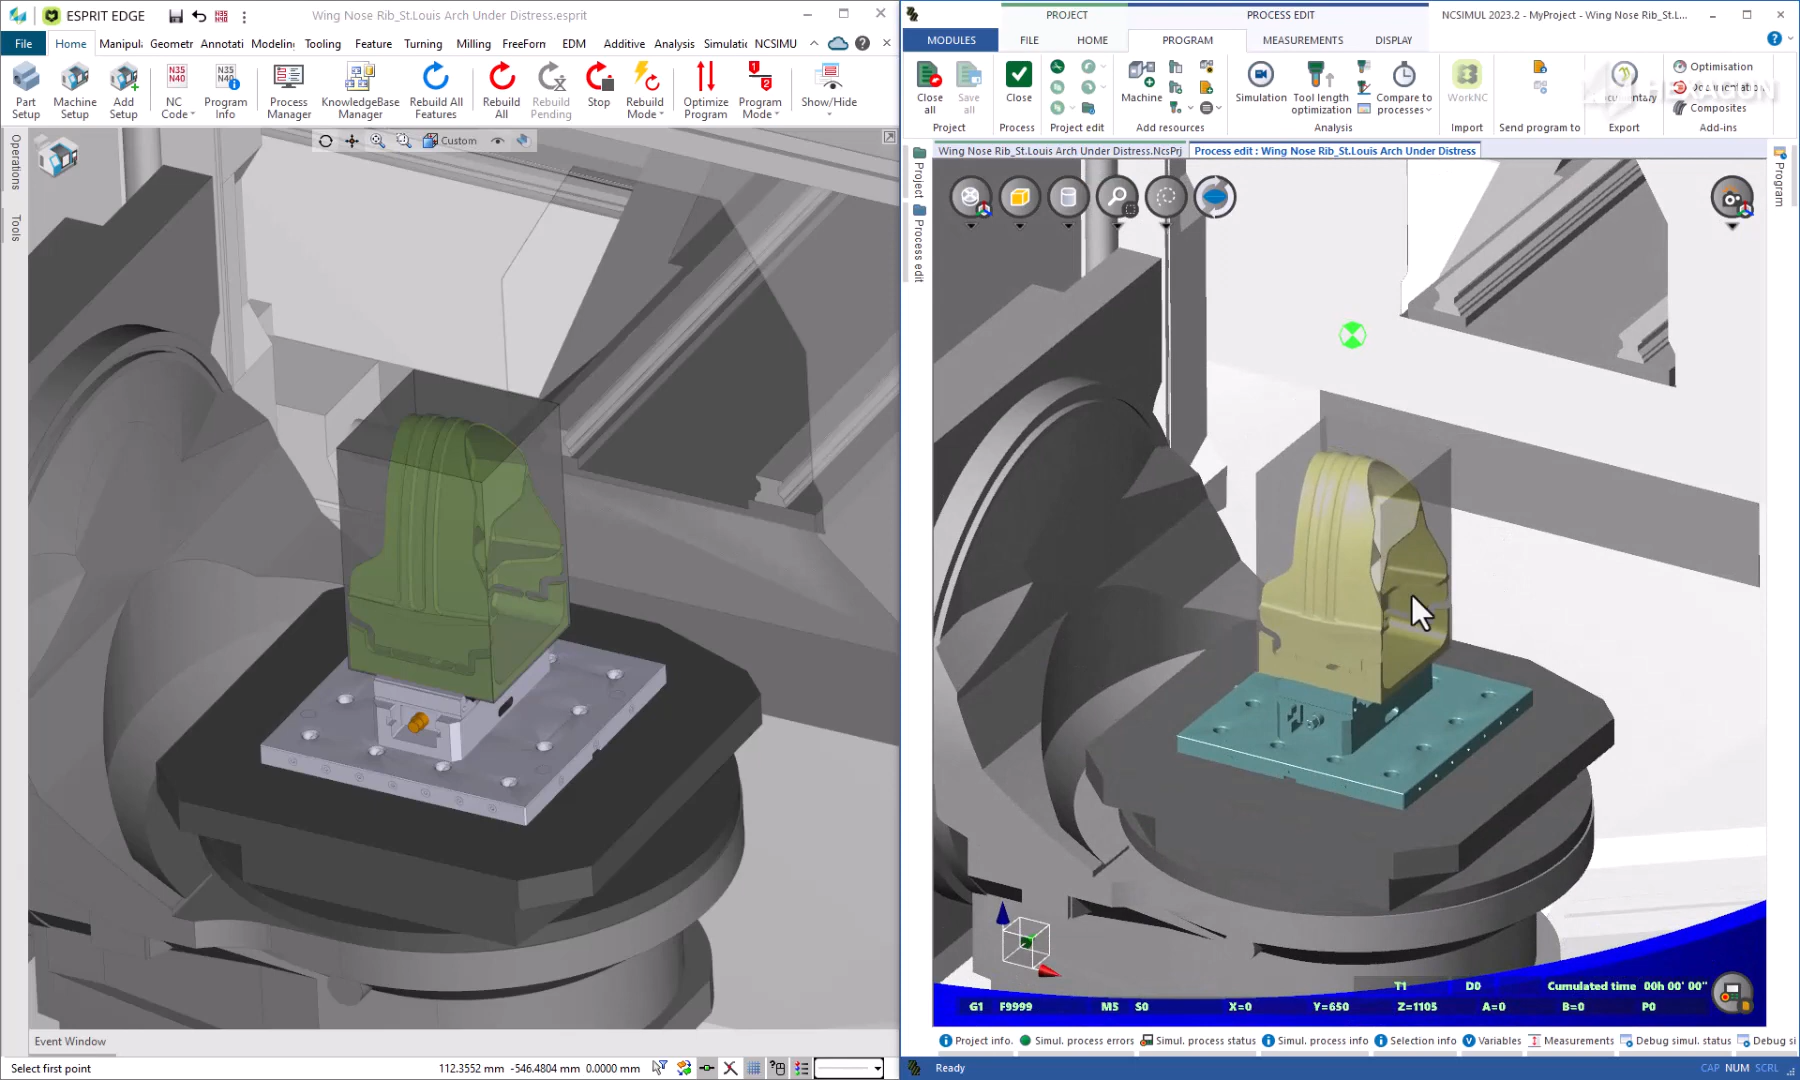 ESPRIT EDGE
Wing Nose Rib_St.Louis Arch Under Distress.esprit
File Home Manipula Geometr Annotati Modelin Tooling Feature Turning Milling FreeForn EDM Additive Analysis Simulatio NCSIMU
N35 N40
Part Setup
Machine Setup
Add Setup
NC Code
Program Info
Process Manager
KnowledgeBase Manager
Rebuild All Features
Rebuild All
Rebuild Pending
Stop
Rebuild Mode
Optimize Program
Program Mode
Show/Hide
Operations
Tools
Custom
Event Window
Select first point
112.3552 mm -546.4804 mm 0.0000 mm
PROJECT
PROCESS EDIT
NCSIMUL 2023.2 - MyProject - Wing Nose Rib_St.L...
MODULES FILE HOME PROGRAM MEASUREMENTS DISPLAY
Close all
Save all
Close
Machine
Simulation
Tool length optimization
Compare to processes
WorkNC
Optimisation
Composites
HEXAGON
Project Process Project edit Add resources Analysis Import Send program to Export Add-ins
Wing Nose Rib_St.Louis Arch Under Distress.NcsPrj
Process edit : Wing Nose Rib_St.Louis Arch Under Distress
Project
Process edit
Program
T1 D0 Cumulated time 00h 00' 00"
G1 F9999 M5 S0 X=0 Y=650 Z=1105 A=0 B=0 P0
Project info. Simul. process errors Simul. process status Simul. process info Selection info Variables Measurements Debug simul. status Debug si
Ready
CAP NUM SCRL